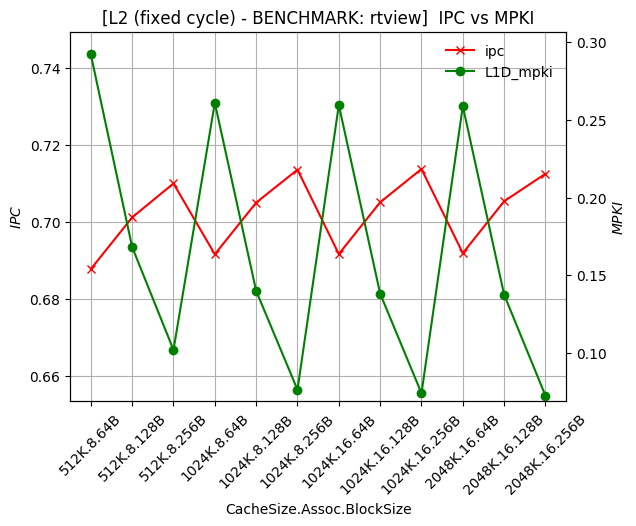 [L2 (fixed cycle) - BENCHMARK: rtview]  IPC vs MPKI
ipc
L1D_mpki
0.74
0.72
0.70
0.68
0.66
IPC
0.30
0.25
0.20
0.15
0.10
MPKI
512K.8.64B
512K.8.128B
512K.8.256B
1024K.8.64B
1024K.8.128B
1024K.8.256B
1024K.16.64B
1024K.16.128B
1024K.16.256B
2048K.16.64B
2048K.16.128B
2048K.16.256B
CacheSize.Assoc.BlockSize